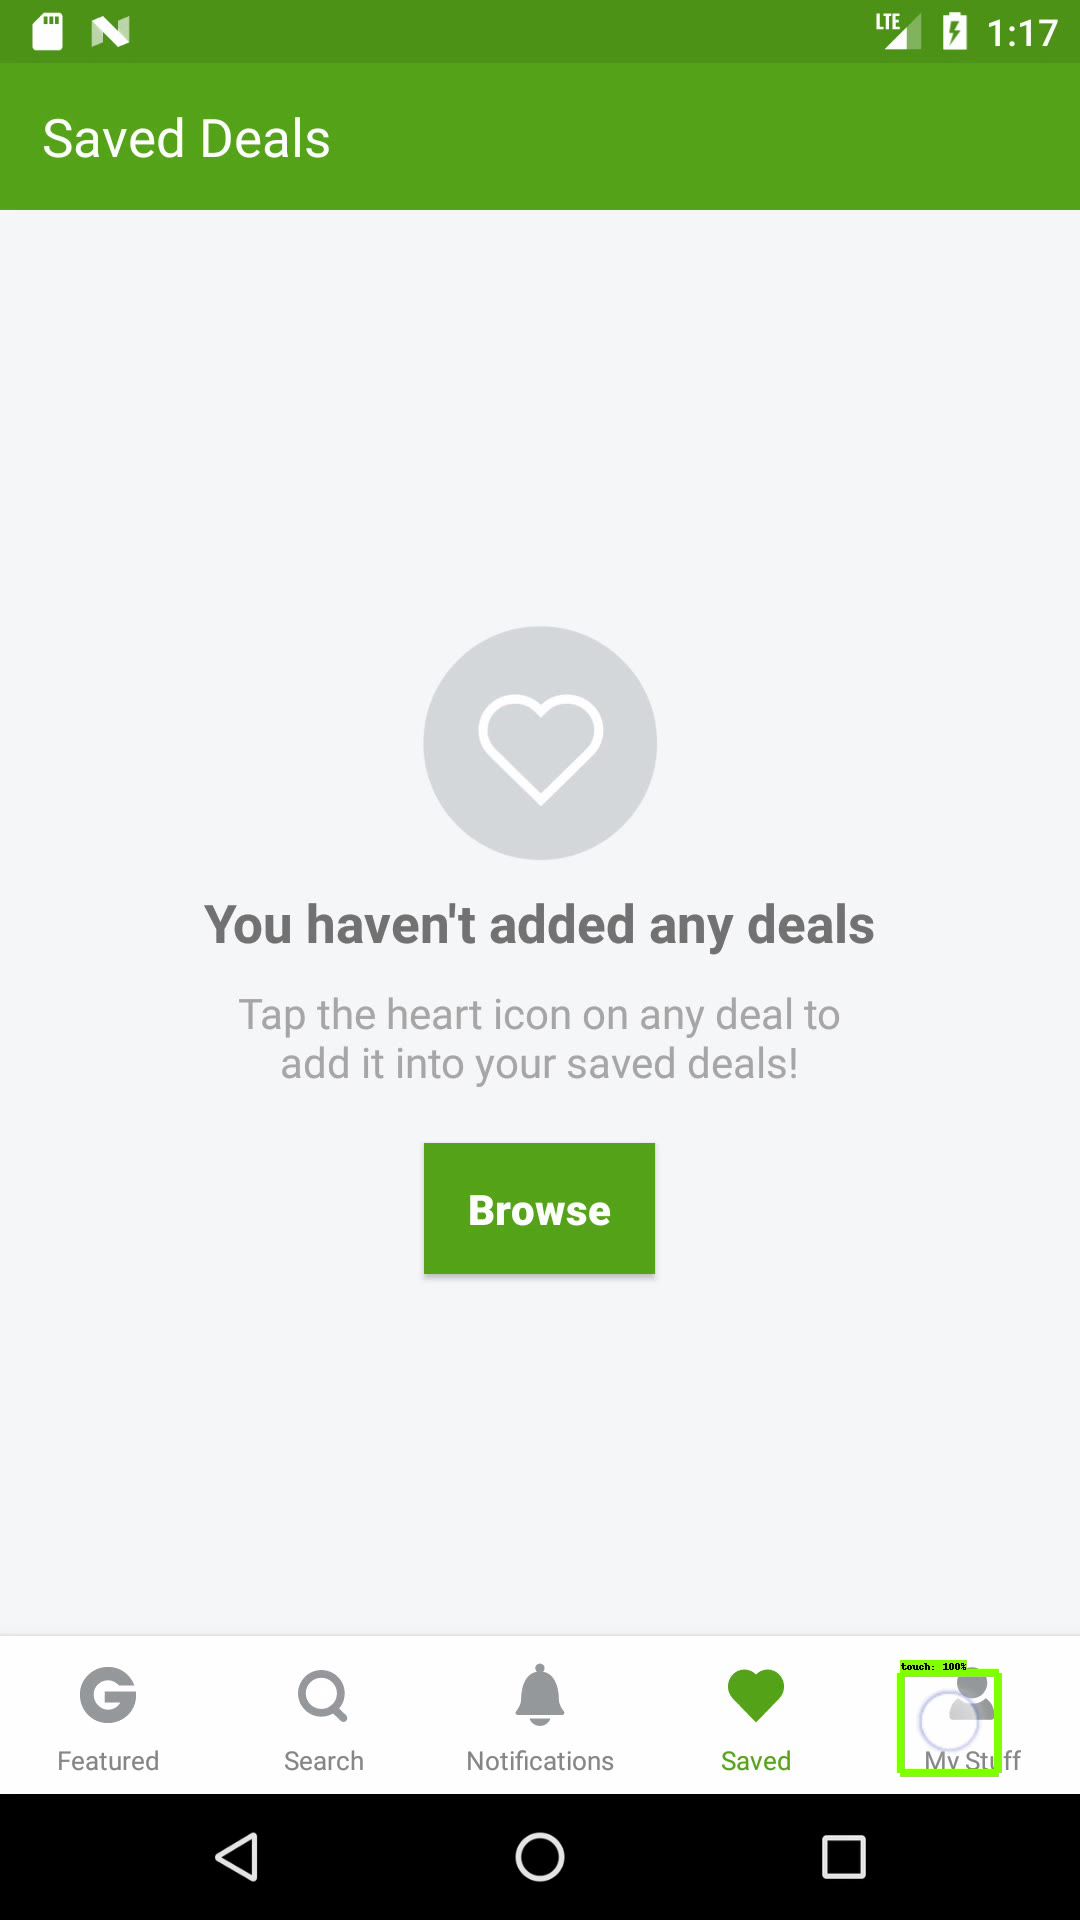 LTE 1:17
Saved Deals
You haven't added any deals
Tap the heart icon on any deal to
add it into your saved deals!
Browse
touch: 100%
Featured Search Notifications Saved My Stuff